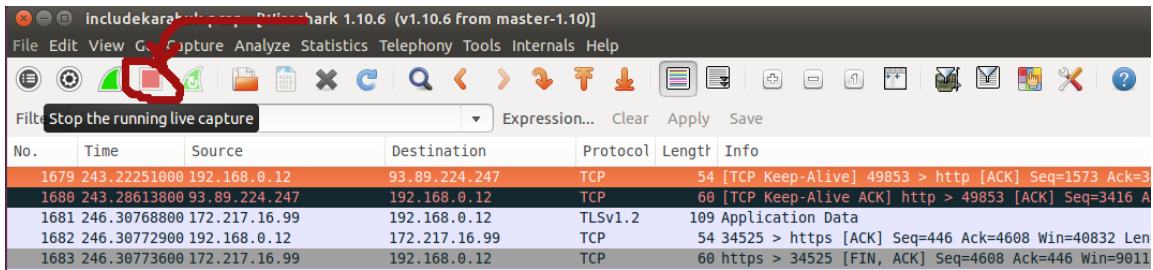 [Wireshark 1.10.6 (v1.10.6 from master-1.10)]
File Edit View Go Capture Analyze Statistics Telephony Tools Internals Help
Stop the running live capture
Expression... Clear Apply Save
No. Time Source Destination Protocol Length Info
1679 243.22251000 192.168.0.12 93.89.224.247 TCP 54 [TCP Keep-Alive] 49853 > http [ACK] Seq=1573
1680 243.28613800 93.89.224.247 192.168.0.12 TCP 60 [TCP Keep-Alive ACK] http > 49853 [ACK] Seq=3416
1681 246.30768800 172.217.16.99 192.168.0.12 TLSv1.2 109 Application Data
1682 246.30772900 192.168.0.12 172.217.16.99 TCP 54 34525 > https [ACK] Seq=446 Ack=4608 Win=40832
1683 246.30773600 172.217.16.99 192.168.0.12 TCP 60 https > 34525 [FIN, ACK] Seq=4608 Ack=446 Win=9011